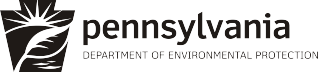 pennsylvania
DEPARTMENT OF ENVIRONMENTAL PROTECTION